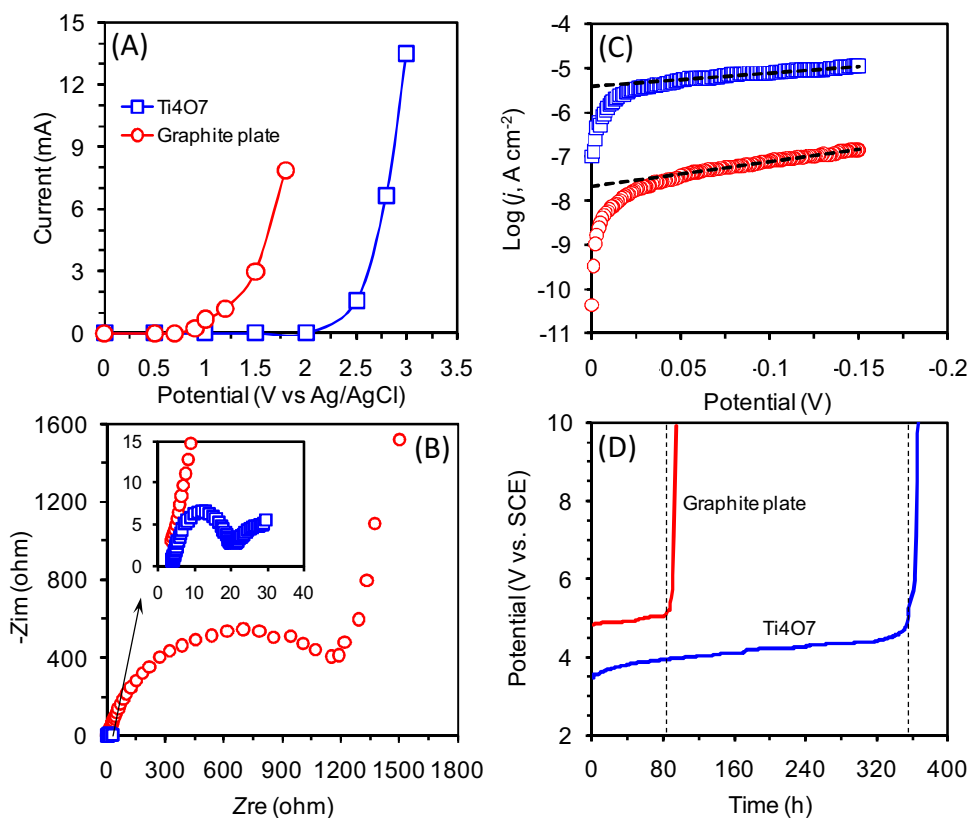 (A)
15
12
9
6
3
0
Current (mA)
Ti4O7
Graphite plate
0 0.5 1 1.5 2 2.5 3 3.5
Potential (V vs Ag/AgCl)
(C)
-4
-5
-6
-7
-8
-9
-10
-11
Log (j, A cm-2)
0 -0.05 -0.1 -0.15 -0.2
Potential (V)
(B)
1600
1200
800
400
0
-Zim (ohm)
15
10
5
0
0 10 20 30 40
0 300 600 900 1200 1500 1800
Zre (ohm)
(D)
10
8
6
4
2
Potential (V vs. SCE)
Graphite plate
Ti4O7
0 80 160 240 320 400
Time (h)